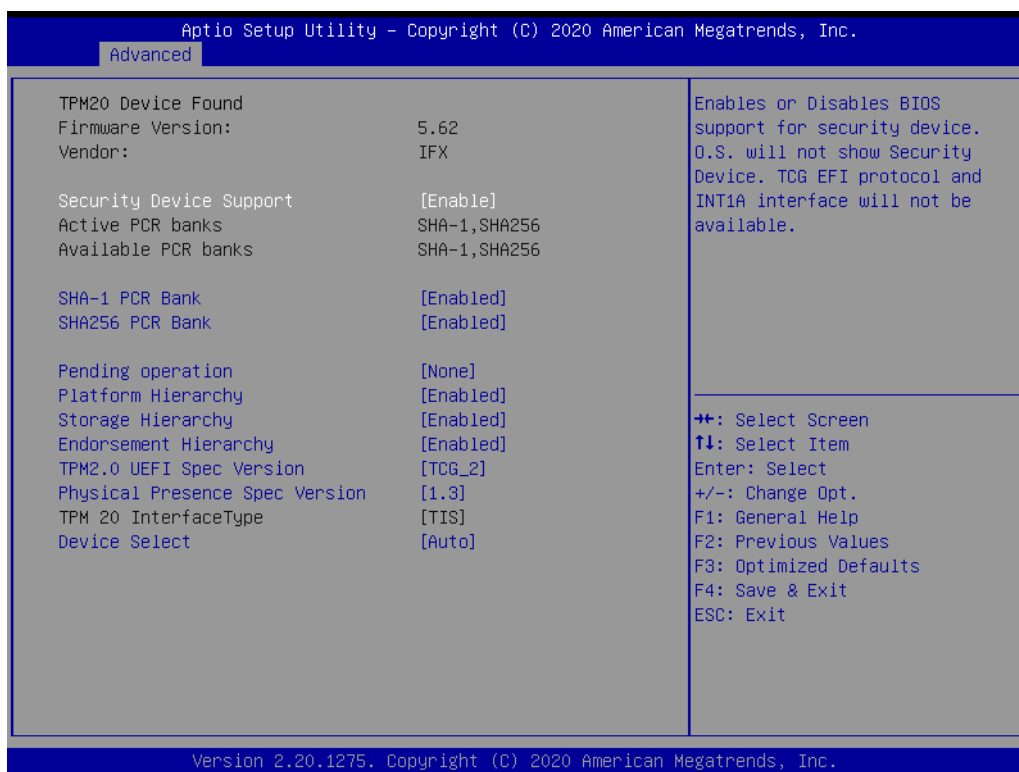 Aptio Setup Utility – Copyright (C) 2020 American Megatrends, Inc.
Advanced
TPM20 Device Found
Firmware Version: 5.62
Vendor: IFX
Security Device Support [Enable]
Active PCR banks SHA-1,SHA256
Available PCR banks SHA-1,SHA256
SHA-1 PCR Bank [Enabled]
SHA256 PCR Bank [Enabled]
Pending operation [None]
Platform Hierarchy [Enabled]
Storage Hierarchy [Enabled]
Endorsement Hierarchy [Enabled]
TPM2.0 UEFI Spec Version [TCG_2]
Physical Presence Spec Version [1.3]
TPM 20 InterfaceType [TIS]
Device Select [Auto]
Enables or Disables BIOS
support for security device.
O.S. will not show Security
Device. TCG EFI protocol and
INT1A interface will not be
available.
→←: Select Screen
↑↓: Select Item
Enter: Select
+/-: Change Opt.
F1: General Help
F2: Previous Values
F3: Optimized Defaults
F4: Save & Exit
ESC: Exit
Version 2.20.1275. Copyright (C) 2020 American Megatrends, Inc.